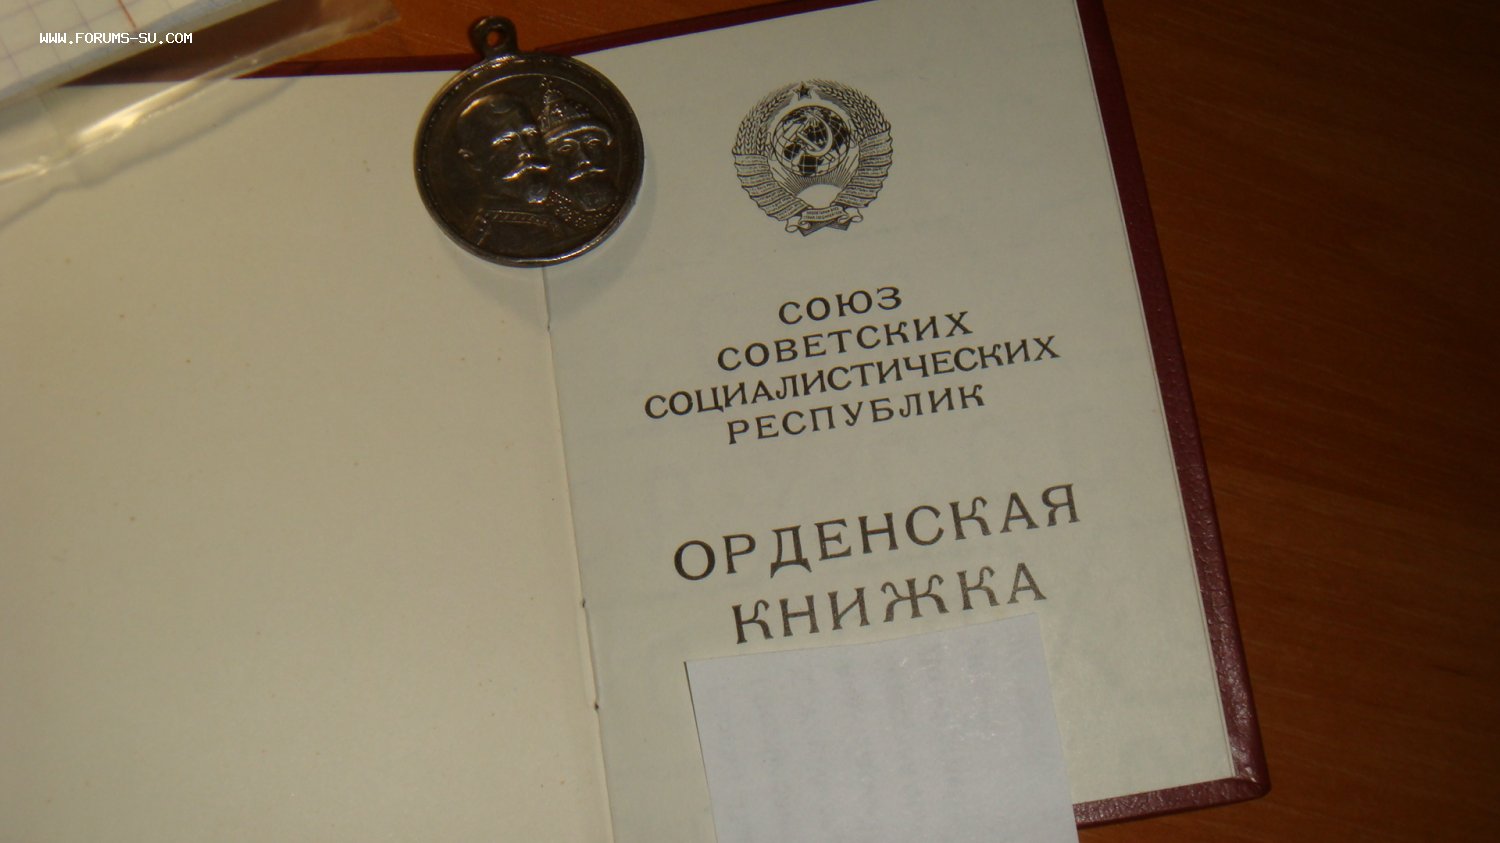 WWW.FORUMS-SU.COM
СОЮЗ
СОВЕТСКИХ
СОЦИАЛИСТИЧЕСКИХ
РЕСПУБЛИК
ОРДЕНСКАЯ
КНИЖКА